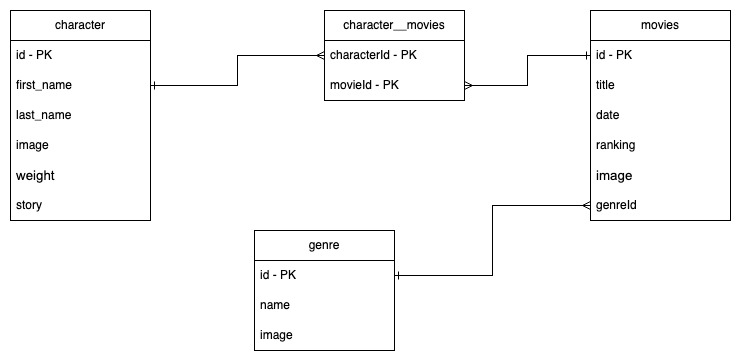 character
id - PK
first_name
last_name
image
weight
story
character__movies
characterId - PK
movieId - PK
movies
id - PK
title
date
ranking
image
genreId
genre
id - PK
name
image